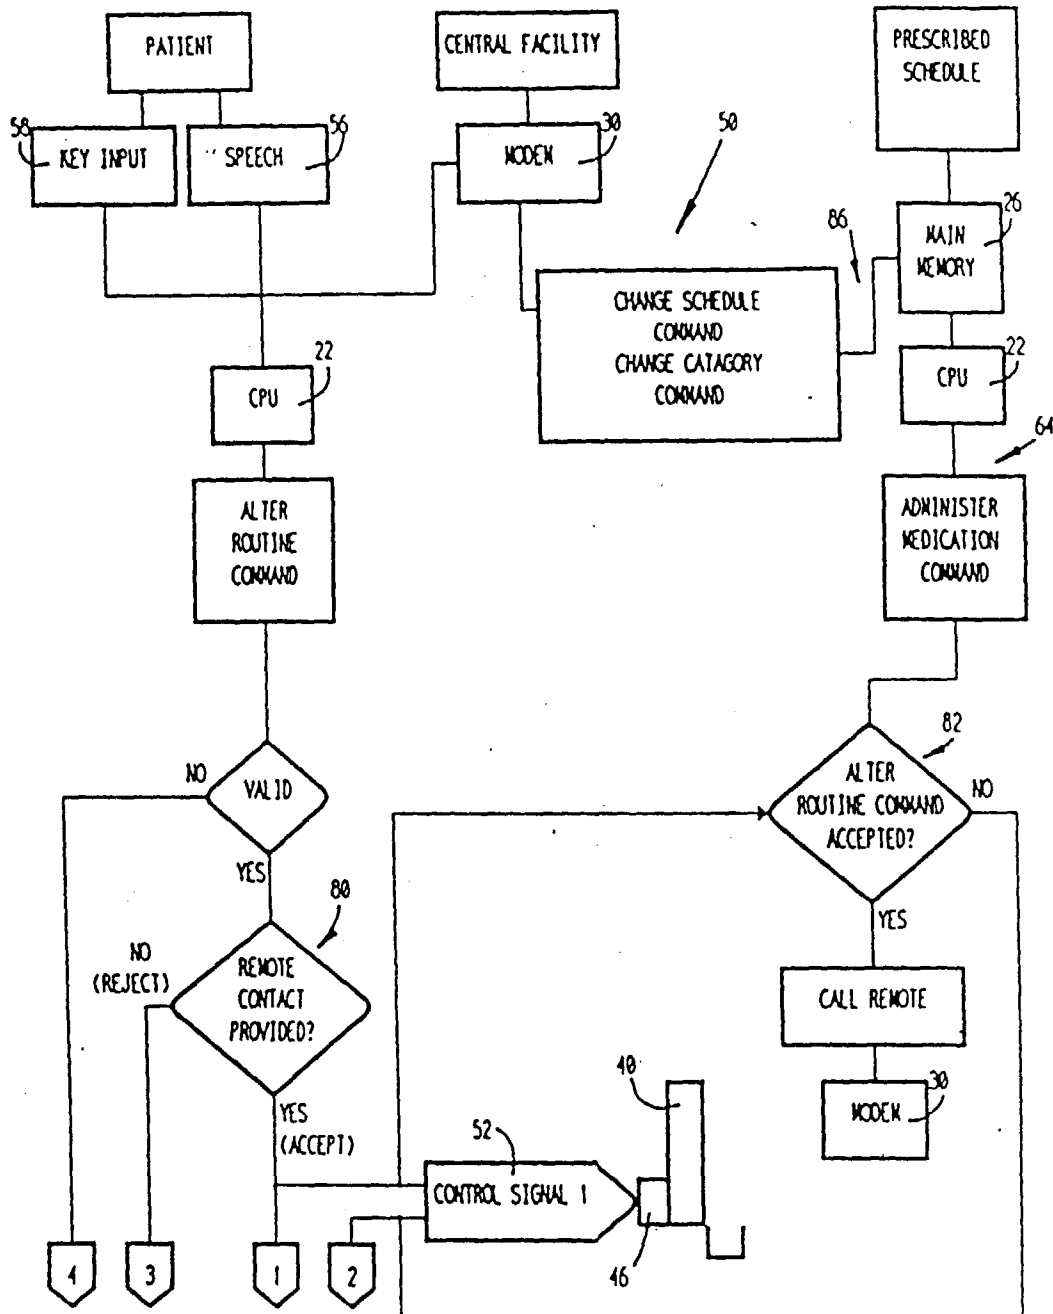 PATIENT
CENTRAL FACILITY
PRESCRIBED
SCHEDULE
58
KEY INPUT
56
SPEECH
30
MODEM
50
86
26
MAIN
MEMORY
CHANGE SCHEDULE
COMMAND
CHANGE CATAGORY
COMMAND
22
CPU
22
CPU
64
ALTER
ROUTINE
COMMAND
ADMINISTER
MEDICATION
COMMAND
82
NO
VALID
YES
ALTER
ROUTINE COMMAND
ACCEPTED?
NO
YES
80
NO
(REJECT)
REMOTE
CONTACT
PROVIDED?
YES
(ACCEPT)
CALL REMOTE
30
MODEM
40
52
CONTROL SIGNAL 1
46
4
3
1
2